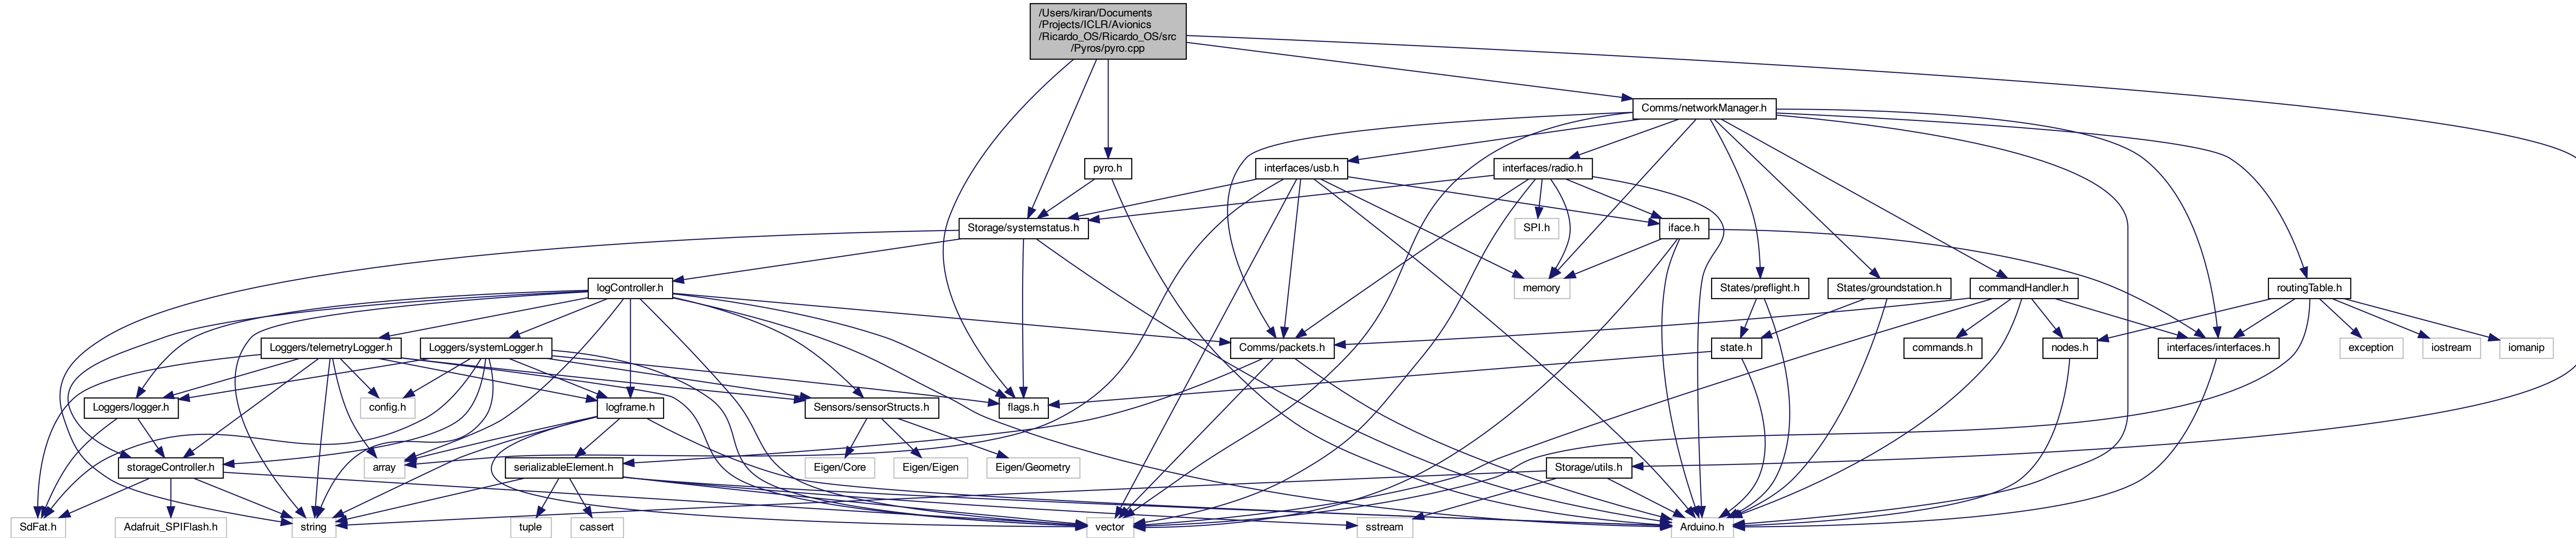 /Users/kiran/Documents
/Projects/ICLR/Avionics
/Ricardo_OS/Ricardo_OS/src
/Pyros/pyro.cpp
Comms/networkManager.h
pyro.h
interfaces/usb.h
interfaces/radio.h
Storage/systemstatus.h
SPI.h
iface.h
logController.h
memory
States/preflight.h
States/groundstation.h
commandHandler.h
routingTable.h
Loggers/telemetryLogger.h
Loggers/systemLogger.h
Comms/packets.h
state.h
commands.h
nodes.h
interfaces/interfaces.h
exception
iostream
iomanip
Loggers/logger.h
config.h
logframe.h
Sensors/sensorStructs.h
flags.h
storageController.h
array
serializableElement.h
Eigen/Core
Eigen/Eigen
Eigen/Geometry
Storage/utils.h
SdFat.h
Adafruit_SPIFlash.h
string
tuple
cassert
vector
sstream
Arduino.h